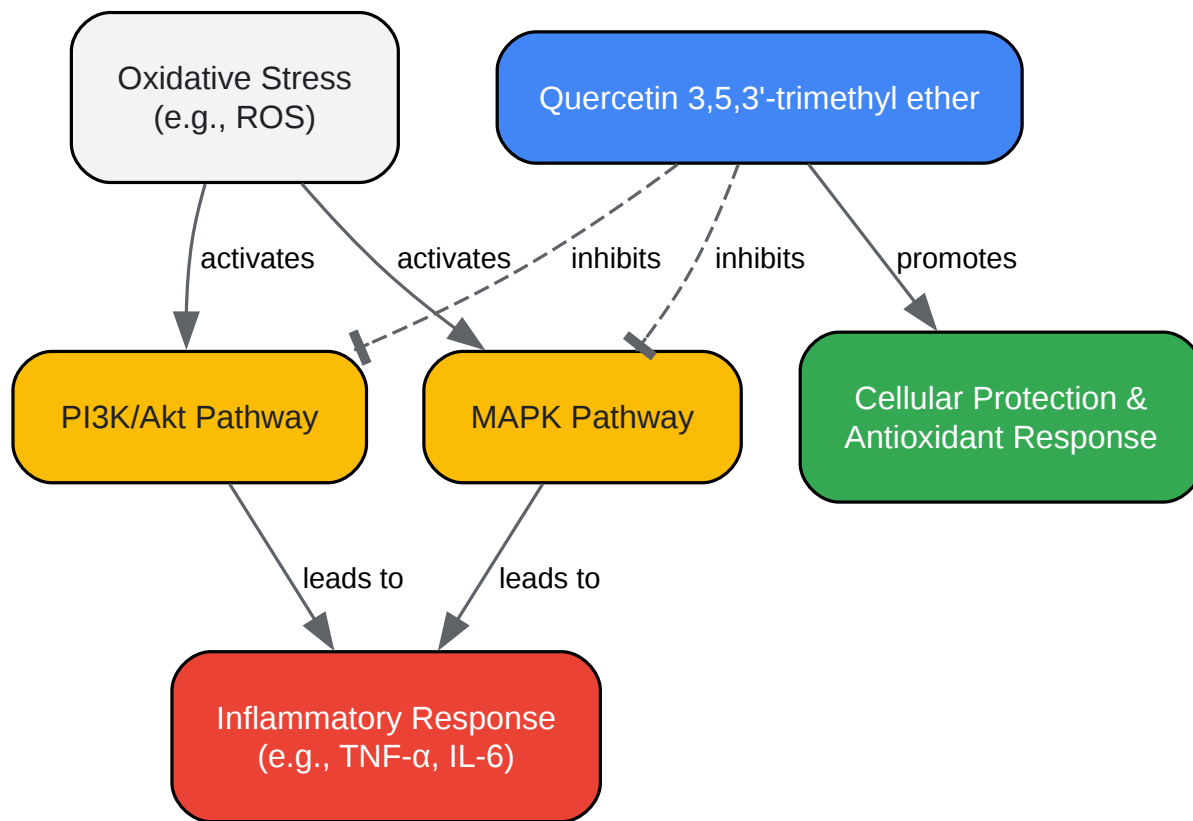 Oxidative Stress
(e.g., ROS)
Quercetin 3,5,3'-trimethyl ether
activates
activates
inhibits
inhibits
promotes
PI3K/Akt Pathway
MAPK Pathway
Cellular Protection &
Antioxidant Response
leads to
leads to
Inflammatory Response
(e.g., TNF-α, IL-6)